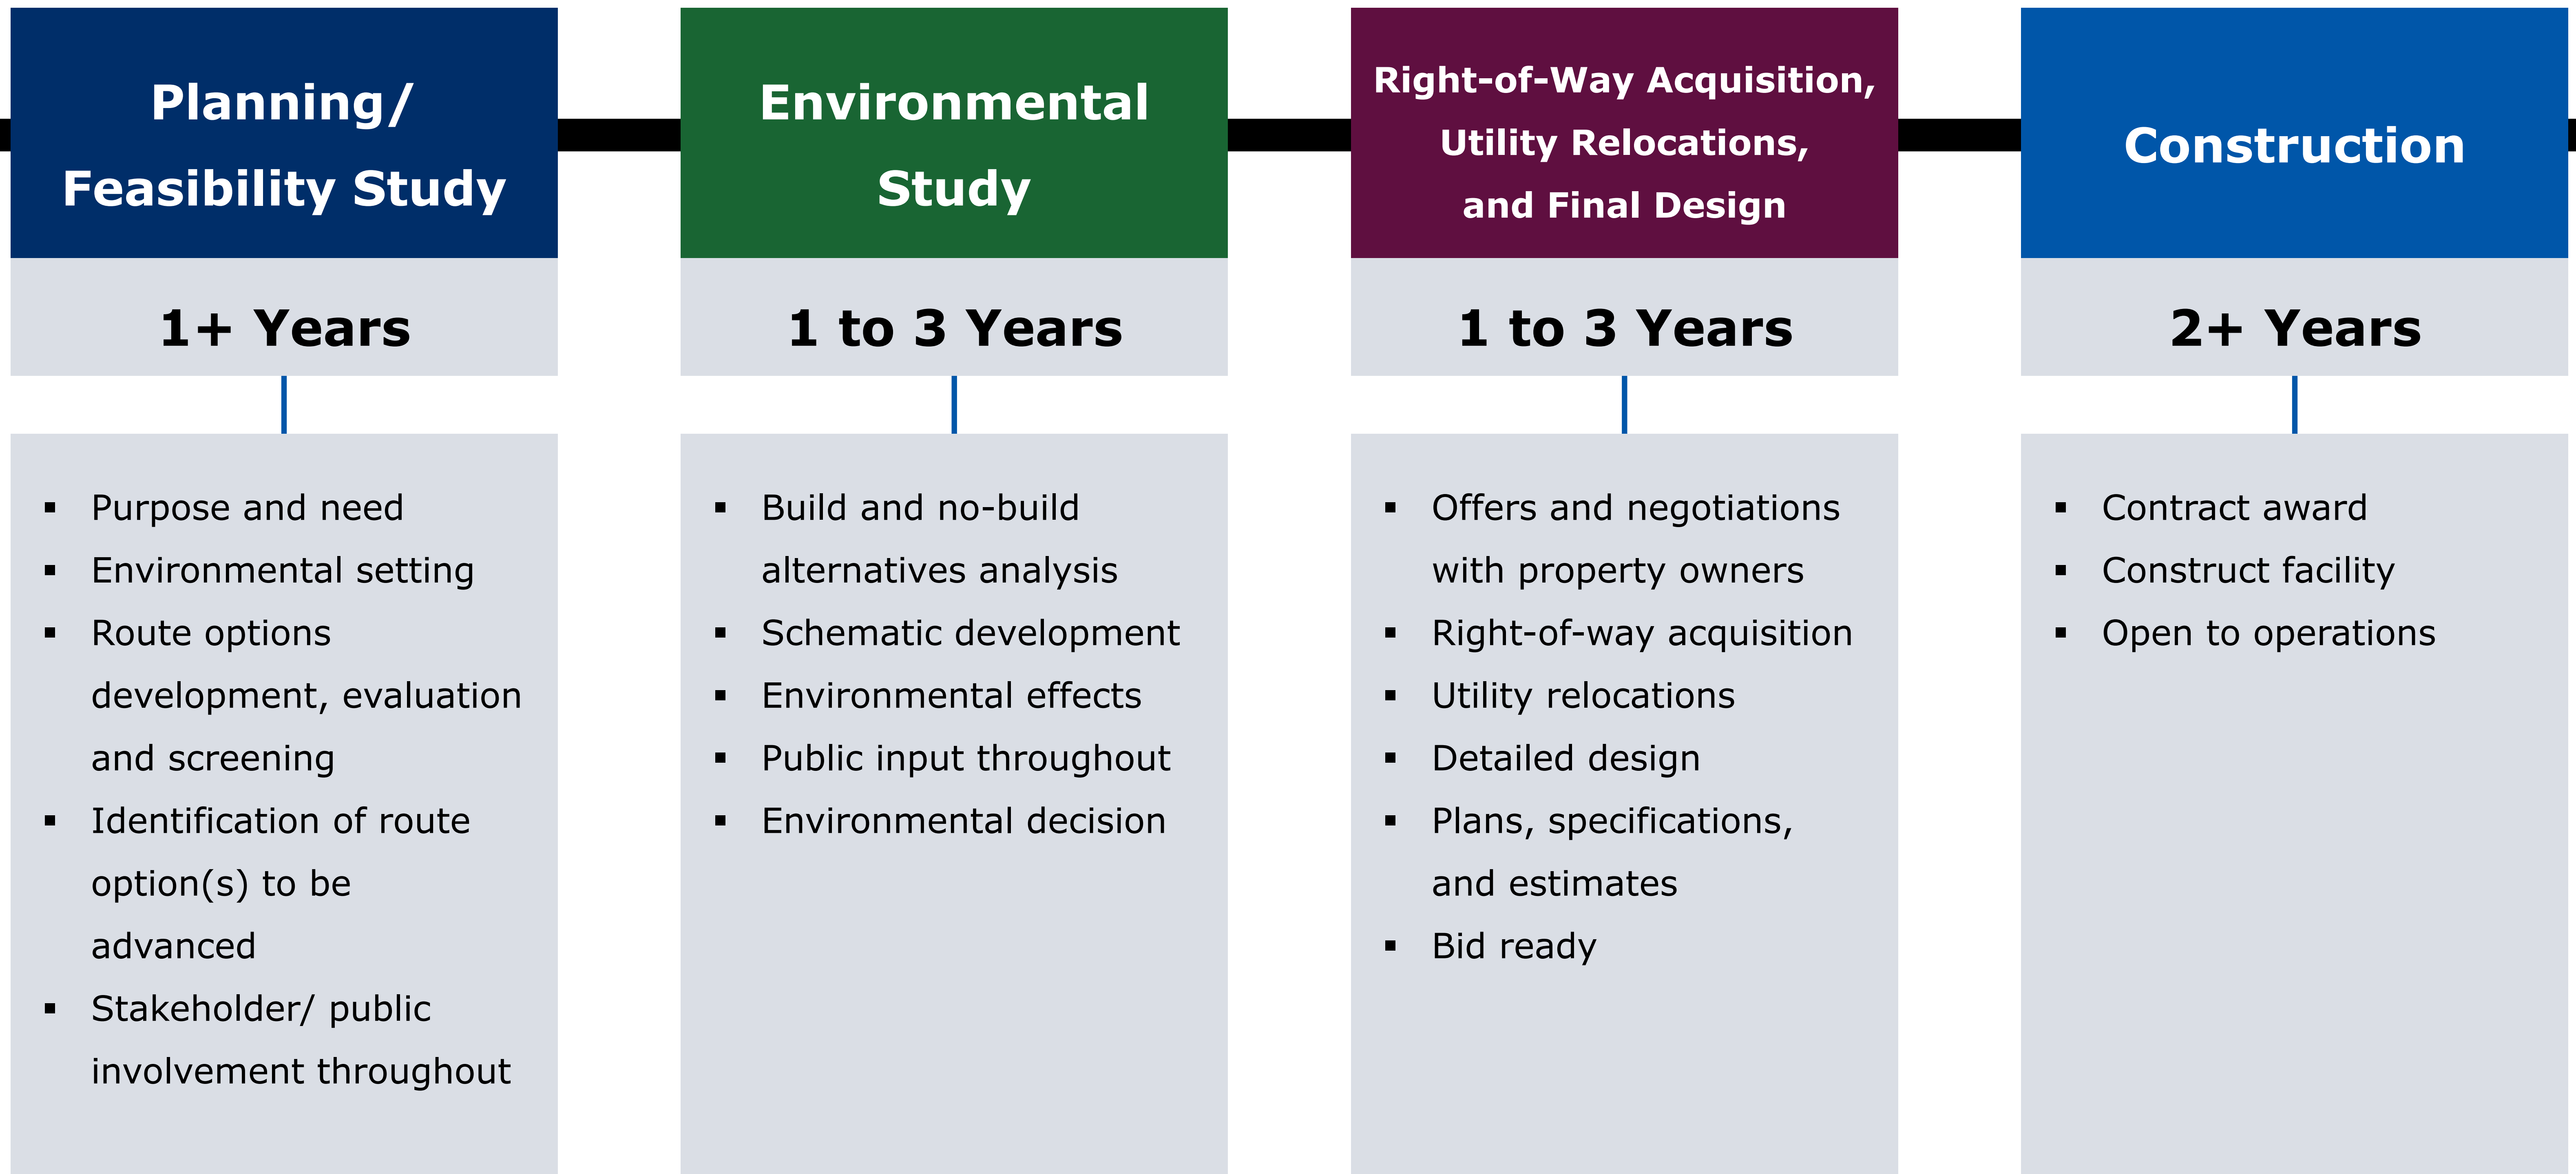 Planning/
Feasibility Study
1+ Years
▪ Purpose and need
▪ Environmental setting
▪ Route options
development, evaluation
and screening
▪ Identification of route
option(s) to be
advanced
▪ Stakeholder/ public
involvement throughout
Environmental
Study
1 to 3 Years
▪ Build and no-build
alternatives analysis
▪ Schematic development
▪ Environmental effects
▪ Public input throughout
▪ Environmental decision
Right-of-Way Acquisition,
Utility Relocations,
and Final Design
1 to 3 Years
▪ Offers and negotiations
with property owners
▪ Right-of-way acquisition
▪ Utility relocations
▪ Detailed design
▪ Plans, specifications,
and estimates
▪ Bid ready
Construction
2+ Years
▪ Contract award
▪ Construct facility
▪ Open to operations